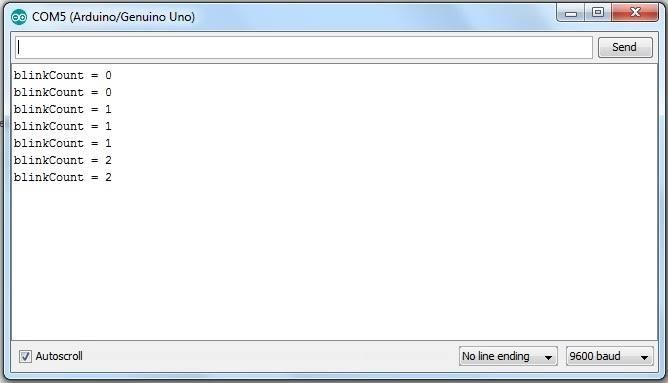 COM5 (Arduino/Genuino Uno)
Send
blinkCount = 0
blinkCount = 0
blinkCount = 1
blinkCount = 1
blinkCount = 1
blinkCount = 2
blinkCount = 2
Autoscroll
No line ending
9600 baud